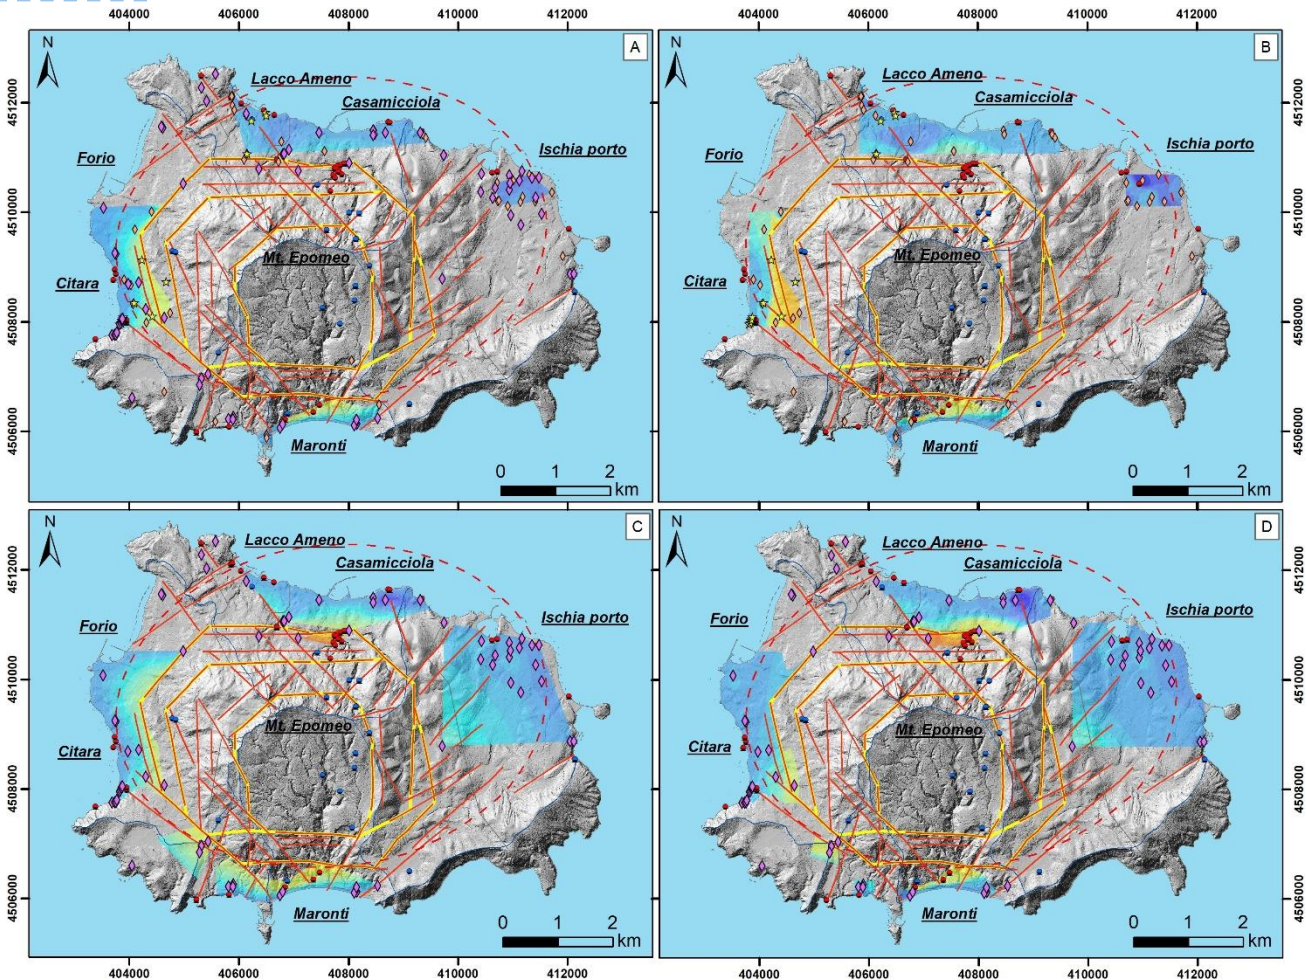 404000 406000 408000 410000 412000 404000 406000 408000 410000 412000
N A N B
Lacco Ameno Lacco Ameno
Casamicciola Casamicciola
4512000 4512000
Forio Ischia porto Forio Ischia porto
4510000 4510000
Mt. Epomeo Mt. Epomeo
Citara Citara
4508000 4508000
4506000 4506000
Maronti Maronti
0 1 2 0 1 2
km km
N C N D
Lacco Ameno Lacco Ameno
Casamicciola Casamicciola
4512000 4512000
Forio Ischia porto Forio Ischia porto
4510000 4510000
Mt. Epomeo Mt. Epomeo
Citara Citara
4508000 4508000
4506000 4506000
Maronti Maronti
0 1 2 0 1 2
km km
404000 406000 408000 410000 412000 404000 406000 408000 410000 412000